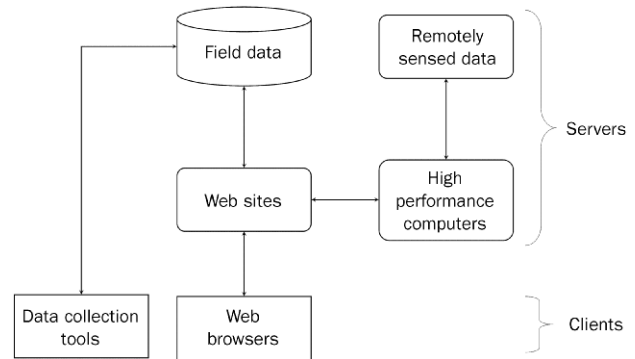 Field data
Remotely
sensed data
Servers
Web sites
High
performance
computers
Data collection
tools
Web
browsers
Clients